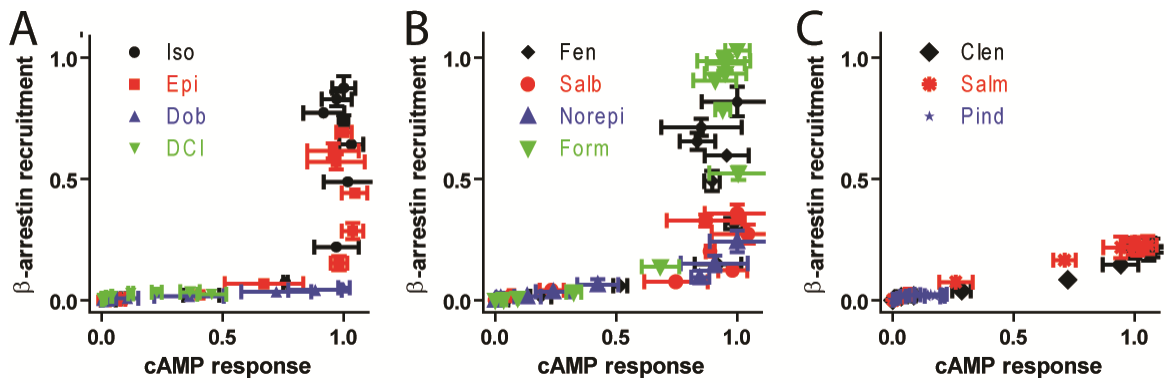 A
β-arrestin recruitment
1.0
0.5
0.0
Iso
Epi
Dob
DCI
0.0
0.5
1.0
cAMP response
B
β-arrestin recruitment
1.0
0.5
0.0
Fen
Salb
Norepi
Form
0.0
0.5
1.0
cAMP response
C
β-arrestin recruitment
1.0
0.5
0.0
Clen
Salm
Pind
0.0
0.5
1.0
cAMP response